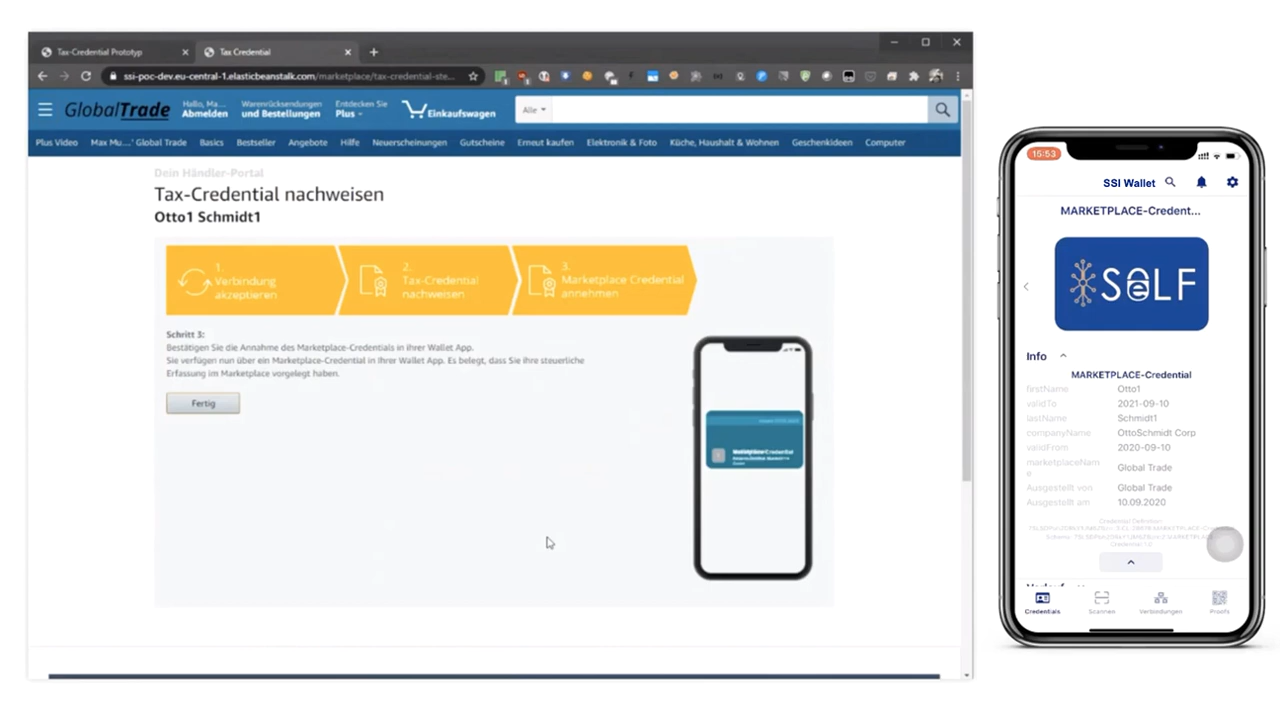 Tax-Credential Prototyp
Tax Credential
ssi-poc-dev.eu-central-1.elasticbeanstalk.com/marketplace/tax-credential-ste...
GlobalTrade
Hallo, Ma...
Abmelden
Warenrücksendungen
und Bestellungen
Entdecken Sie
Plus
Einkaufswagen
Alle
Plus Video Max Mu...' Global Trade Basics Bestseller Angebote Hilfe Neuerscheinungen Gutscheine Erneut kaufen Elektronik & Foto Küche, Haushalt & Wohnen Geschenkideen Computer
Dein Händler-Portal
Tax-Credential nachweisen
Otto1 Schmidt1
1.
Verbindung
akzeptieren
2.
Tax-Credential
nachweisen
3.
Marketplace Credential
annehmen
Schritt 3:
Bestätigen Sie die Annahme des Marketplace-Credentials in ihrer Wallet App.
Sie verfügen nun über ein Marketplace-Credential in Ihrer Wallet App. Es belegt, dass Sie ihre steuerliche
Erfassung im Marketplace vorgelegt haben.
Fertig
15:53
SSI Wallet
MARKETPLACE-Credent...
SeLF
Info
MARKETPLACE-Credential
firstName Otto1
validTo 2021-09-10
lastName Schmidt1
companyName OttoSchmidt Corp
validFrom 2020-09-10
marketplaceNam
e
Global Trade
Ausgestellt von Global Trade
Ausgestellt am 10.09.2020
Credential Definition
Credentials Scannen Verbindungen Proofs